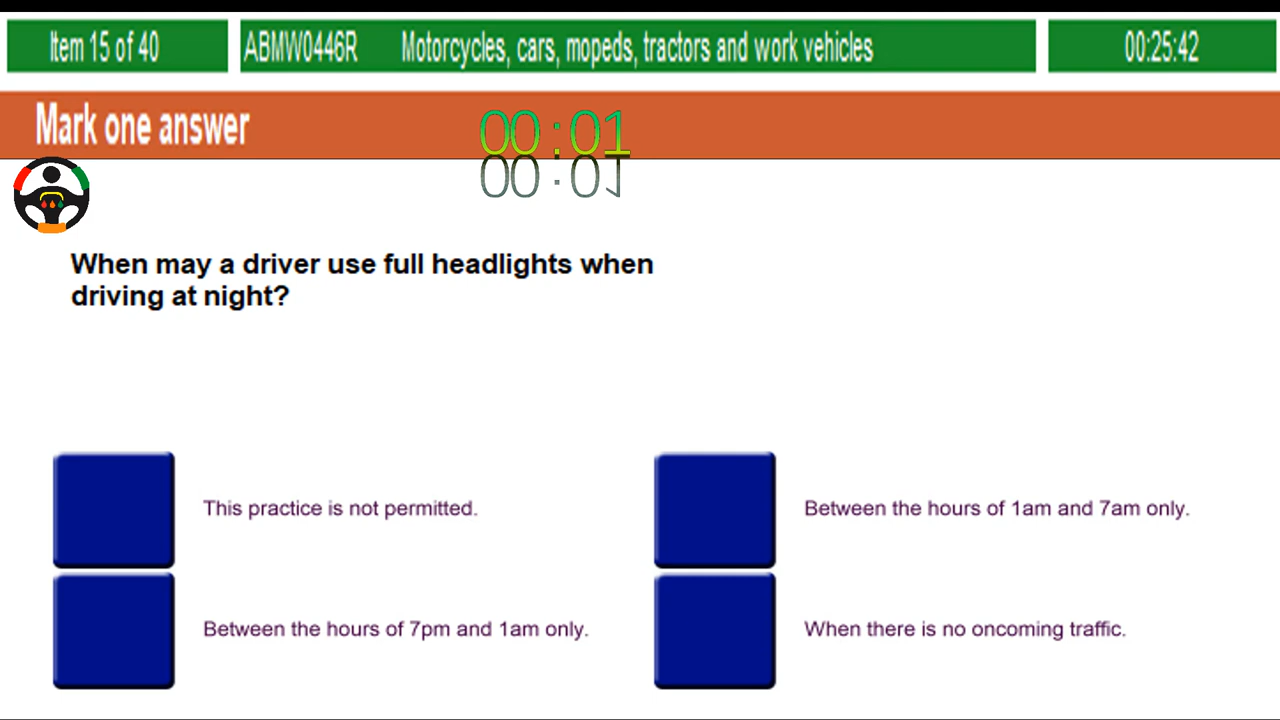 Item 15 of 40
ABMW0446R
Motorcycles, cars, mopeds, tractors and work vehicles
00:25:42
Mark one answer
00:01
When may a driver use full headlights when
driving at night?
This practice is not permitted.
Between the hours of 1am and 7am only.
Between the hours of 7pm and 1am only.
When there is no oncoming traffic.